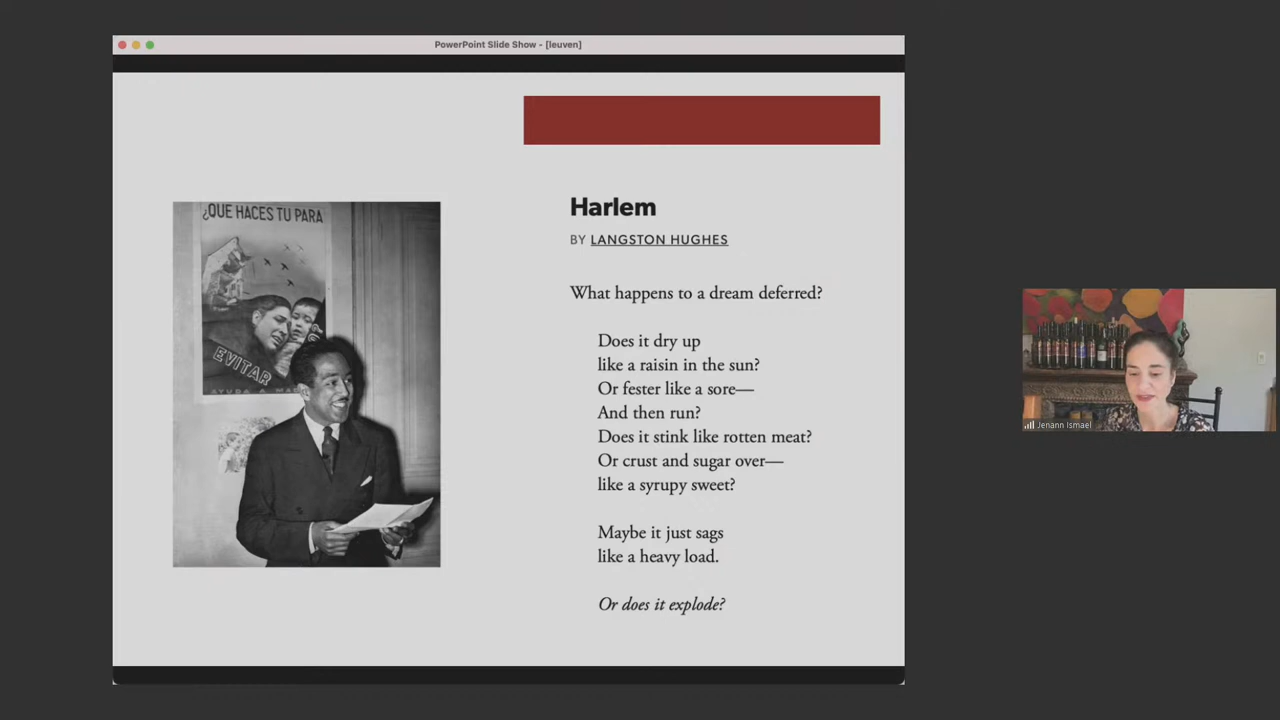 PowerPoint Slide Show - [leuven]
¿QUE HACES TU PARA
EVITAR
AYUDA A
Harlem
BY LANGSTON HUGHES
What happens to a dream deferred?
Does it dry up
like a raisin in the sun?
Or fester like a sore—
And then run?
Does it stink like rotten meat?
Or crust and sugar over—
like a syrupy sweet?
Maybe it just sags
like a heavy load.
Or does it explode?
Jenann Ismael